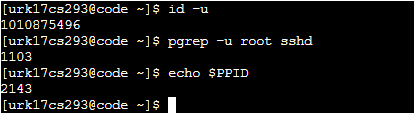 [urk17cs293@code ~]$ id -u
1010875496
[urk17cs293@code ~]$ pgrep -u root sshd
1103
[urk17cs293@code ~]$ echo $PPID
2143
[urk17cs293@code ~]$